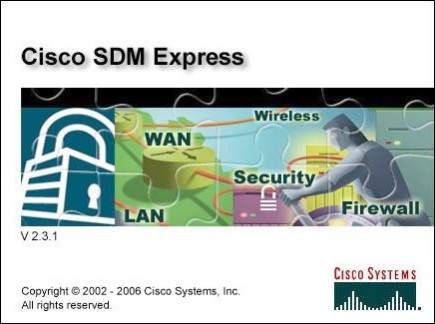 Cisco SDM Express
Wireless
WAN
Security
LAN
Firewall
V 2.3.1
Copyright © 2002 - 2006 Cisco Systems, Inc.
All rights reserved.
CISCO SYSTEMS